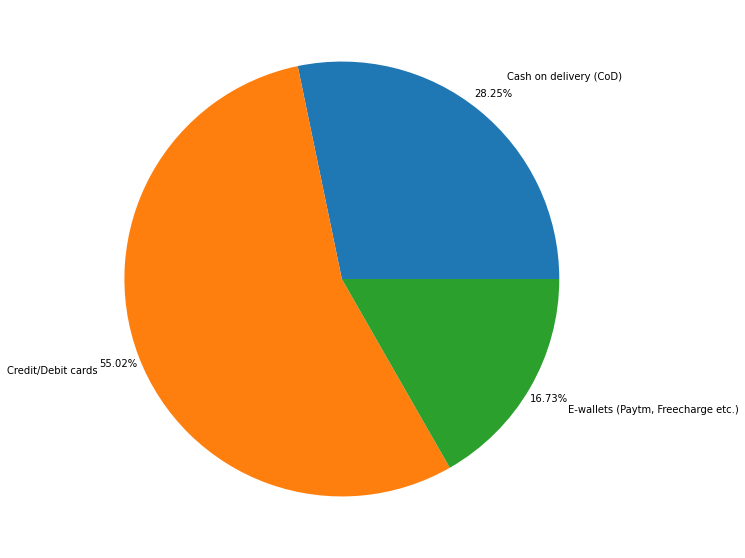 Cash on delivery (CoD)
28.25%
55.02%
Credit/Debit cards
16.73%
E-wallets (Paytm, Freecharge etc.)